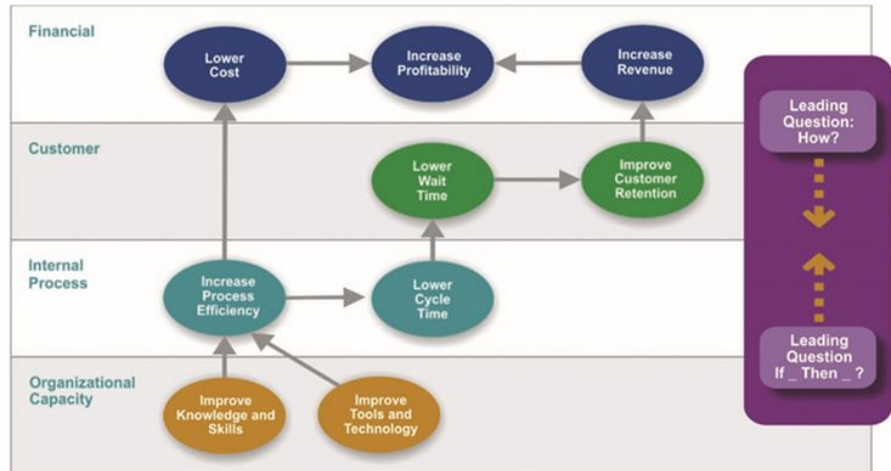 Financial
Lower
Cost
Increase
Profitability
Increase
Revenue
Customer
Lower
Wait
Time
Improve
Customer
Retention
Internal
Process
Increase
Process
Efficiency
Lower
Cycle
Time
Organizational
Capacity
Improve
Knowledge and
Skills
Improve
Tools and
Technology
Leading
Question:
How?
Leading
Question
If _ Then _ ?